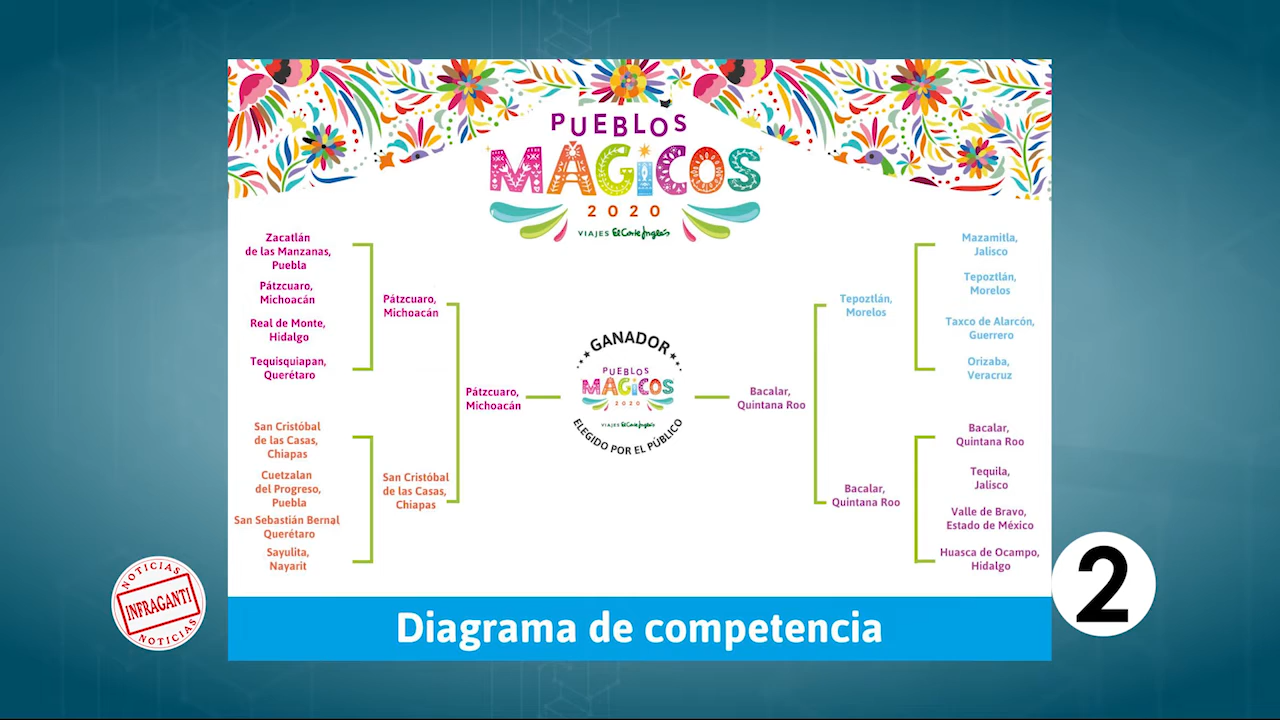 PUEBLOS
MÁGICOS
2020
VIAJES El Corte Inglés
Zacatlán
de las Manzanas,
Puebla
Pátzcuaro,
Michoacán
Real de Monte,
Hidalgo
Tequisquiapan,
Querétaro
San Cristóbal
de las Casas,
Chiapas
Cuetzalan
del Progreso,
Puebla
San Sebastián Bernal
Querétaro
Sayulita,
Nayarit
Pátzcuaro,
Michoacán
San Cristóbal
de las Casas,
Chiapas
Pátzcuaro,
Michoacán
GANADOR
PUEBLOS
MÁGICOS
2020
VIAJES El Corte Inglés
ELEGIDO POR EL PÚBLICO
Bacalar,
Quintana Roo
Tepoztlán,
Morelos
Bacalar,
Quintana Roo
Mazamitla,
Jalisco
Tepoztlán,
Morelos
Taxco de Alarcón,
Guerrero
Orizaba,
Veracruz
Bacalar,
Quintana Roo
Tequila,
Jalisco
Valle de Bravo,
Estado de México
Huasca de Ocampo,
Hidalgo
NOTICIAS
INFRAGANTI
NOTICIAS
Diagrama de competencia
2